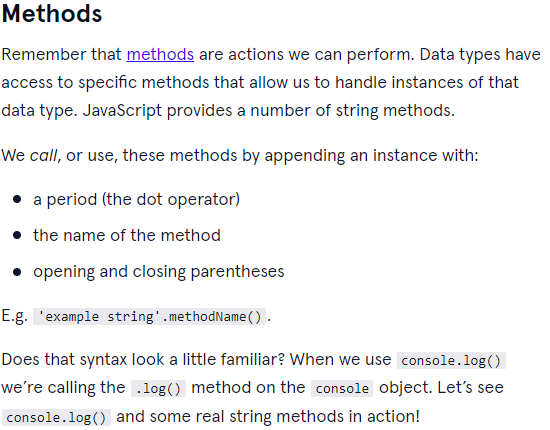 Methods
Remember that methods are actions we can perform. Data types have
access to specific methods that allow us to handle instances of that
data type. JavaScript provides a number of string methods.
We call, or use, these methods by appending an instance with:
• a period (the dot operator)
• the name of the method
• opening and closing parentheses
E.g. 'example string'.methodName().
Does that syntax look a little familiar? When we use console.log()
we’re calling the .log() method on the console object. Let’s see
console.log() and some real string methods in action!